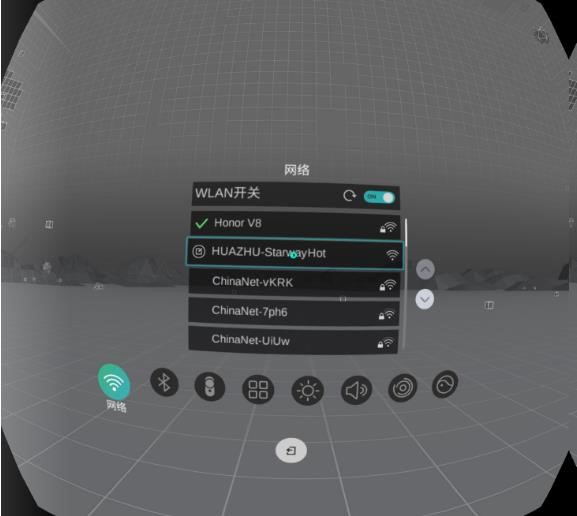 网络
WLAN开关
ON
Honor V8
HUAZHU-StarwayHot
ChinaNet-vKRK
ChinaNet-7ph6
ChinaNet-UiUw
网络